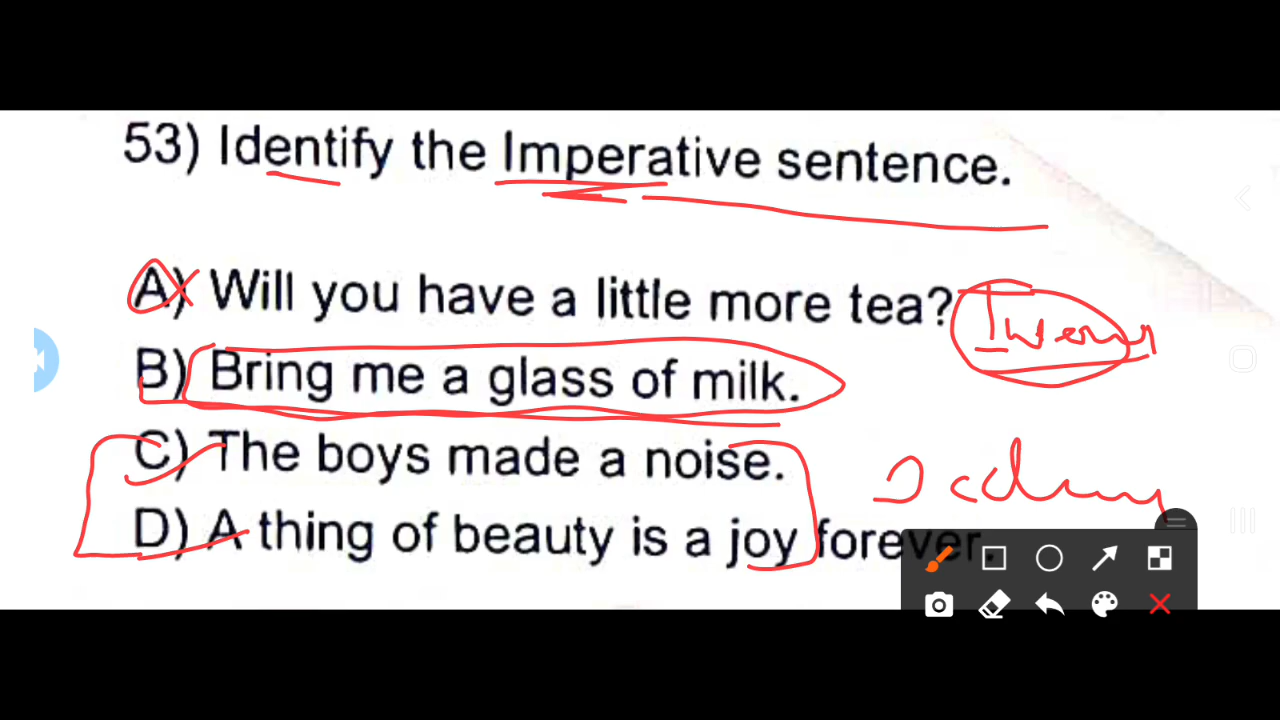 53) Identify the Imperative sentence.
A) Will you have a little more tea?
B) Bring me a glass of milk.
C) The boys made a noise.
D) A thing of beauty is a joy forever.